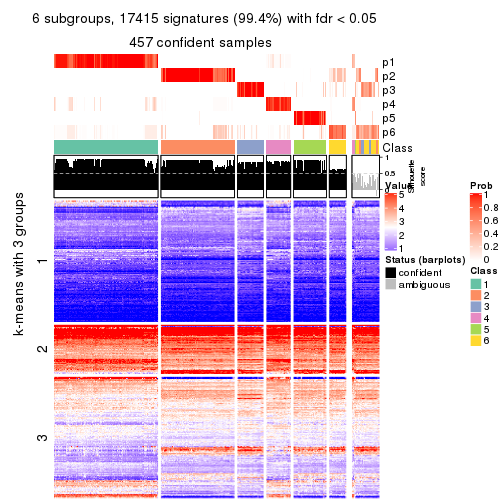 6 subgroups, 17415 signatures (99.4%) with fdr < 0.05
457 confident samples
p1
p2
p3
p4
p5
p6
Class
1
0.5
0
Silhouette
score
k-means with 3 groups
1
2
3
Value
5
4
3
2
1
Status (barplots)
confident
ambiguous
Prob
1
0.8
0.6
0.4
0.2
0
Class
1
2
3
4
5
6